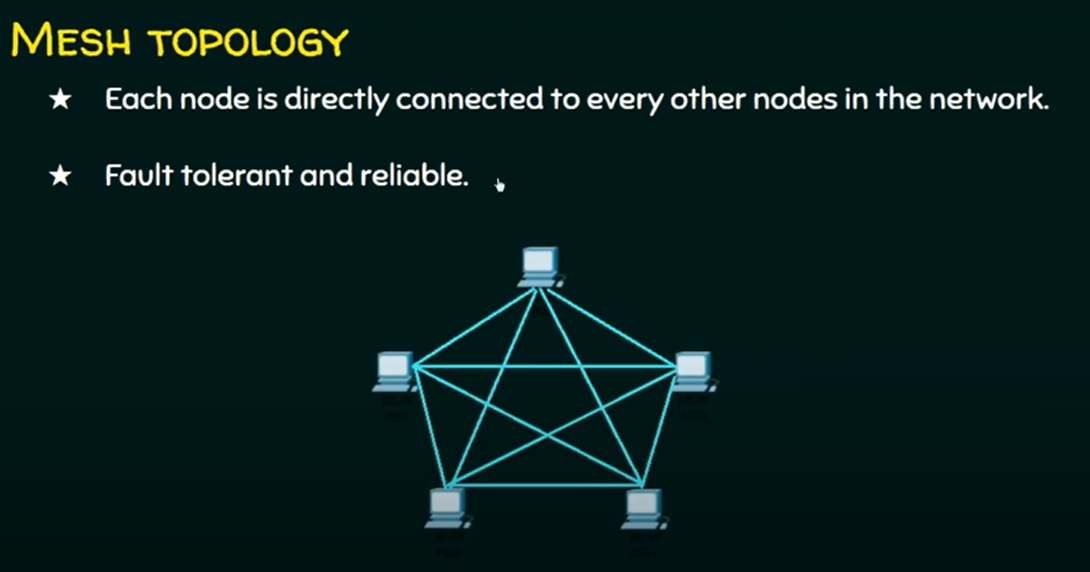 MESH TOPOLOGY
★ Each node is directly connected to every other nodes in the network.
★ Fault tolerant and reliable.